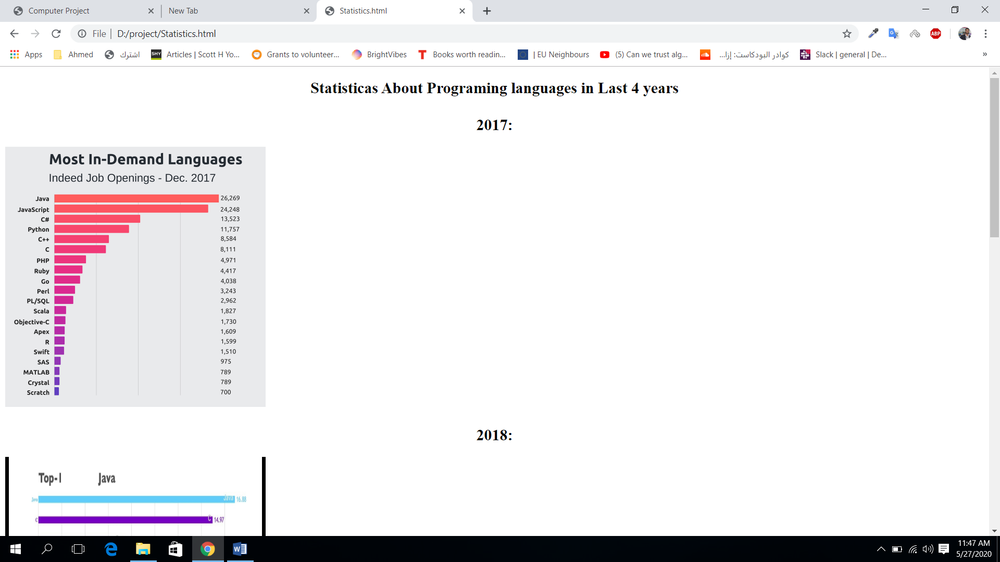 Computer Project
New Tab
Statistics.html
File | D:/project/Statistics.html
ABP
Apps
Ahmed
اشترك
SHY Articles | Scott H Yo...
Grants to volunteer...
BrightVibes
T Books worth readin...
| EU Neighbours
(5) Can we trust alg...
كوادر البودكاست: إزا...
Slack | general | De...
»
Statisticas About Programing languages in Last 4 years
2017:
Most In-Demand Languages
Indeed Job Openings - Dec. 2017
Java 26,269
JavaScript 24,248
C# 13,523
Python 11,757
C++ 8,584
C 8,111
PHP 4,971
Ruby 4,417
Go 4,038
Perl 3,243
PL/SQL 2,962
Scala 1,827
Objective-C 1,730
Apex 1,609
R 1,599
Swift 1,510
SAS 975
MATLAB 789
Crystal 789
Scratch 700
2018:
Top-1 Java
Java Java 16.88
C C 14.97
11:47 AM
5/27/2020